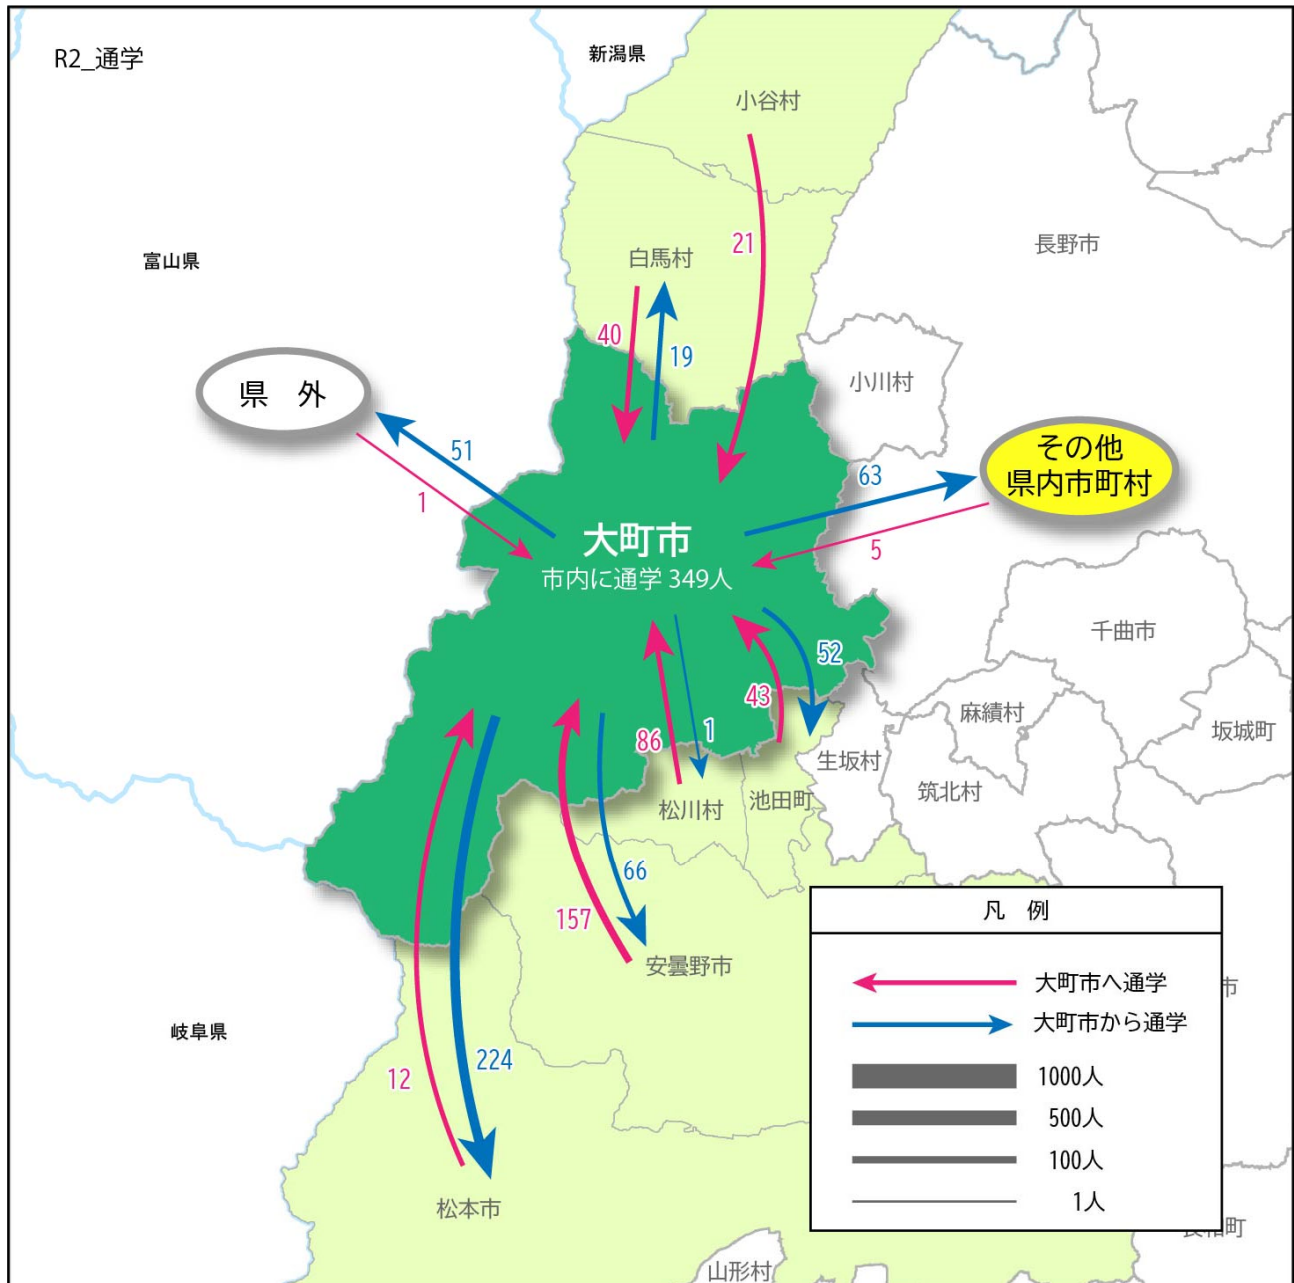 R2_通学
新潟県
小谷村
富山県
白馬村
21
長野市
40
19
小川村
県　外
51
1
その他
県内市町村
63
5
大町市
市内に通学 349人
千曲市
52
43
麻績村
坂城町
86
1
生坂村
筑北村
松川村
池田町
66
157
安曇野市
凡　例
大町市へ通学
大町市から通学
市
1000人
500人
100人
1人
岐阜県
12
224
松本市
山形村